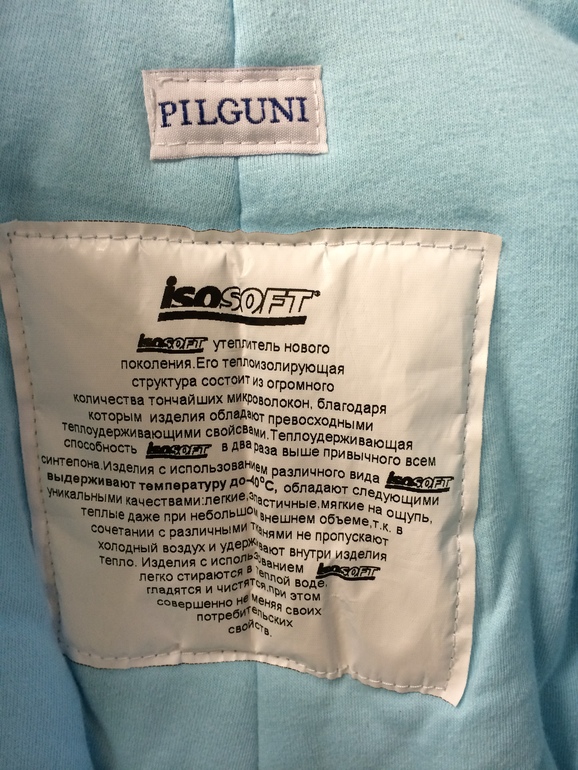 PILGUNI
isosoft
isosoft утеплитель нового
поколения.Его теплоизолирующая
структура состоит из огромного
количества тончайших микроволокон, благодаря
которым изделия обладают превосходными
теплоудерживающими свойствами.Теплоудерживающая
способность isosoft в два раза выше привычного всем
синтепона.Изделия с использованием различного вида isosoft
выдерживают температуру до-40°С, обладают следующими
уникальными качествами:легкие,эластичные,мягкие на ощупь,
теплые даже при небольшом внешнем объеме,т.к. в
сочетании с различными тканями не пропускают
холодный воздух и удерживают внутри изделия
тепло. Изделия с использованием isosoft
легко стираются в теплой воде,
гладятся и чистятся,при этом
совершенно не меняя своих
потребительских
свойств.